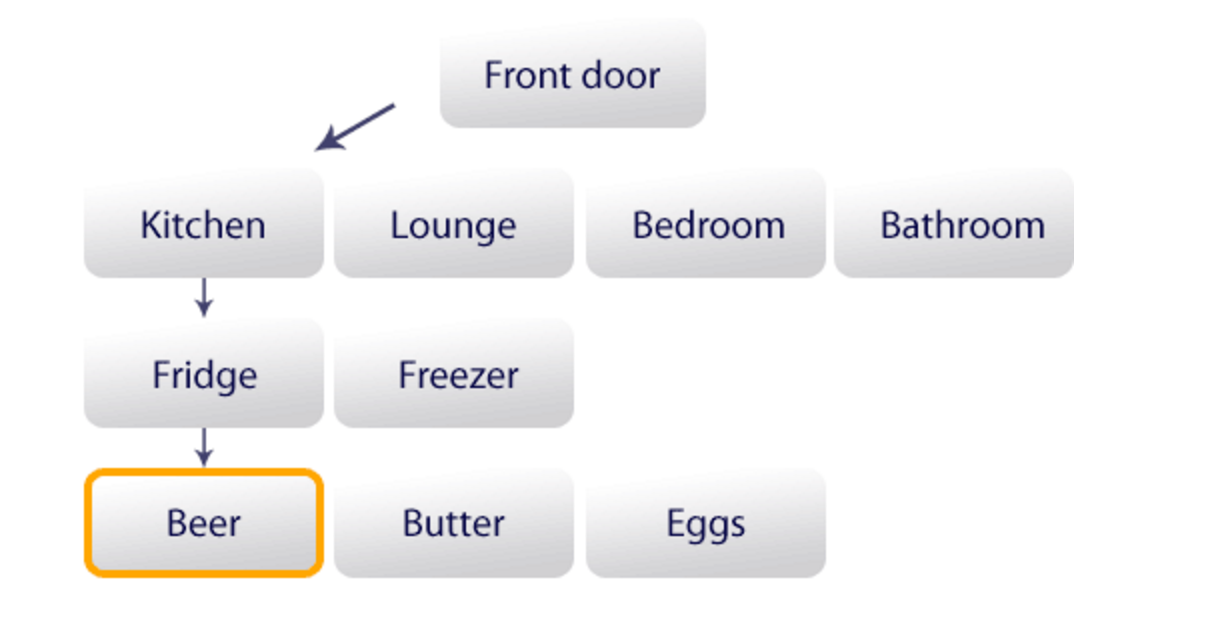 Front door
Kitchen Lounge Bedroom Bathroom
Fridge Freezer
Beer Butter Eggs